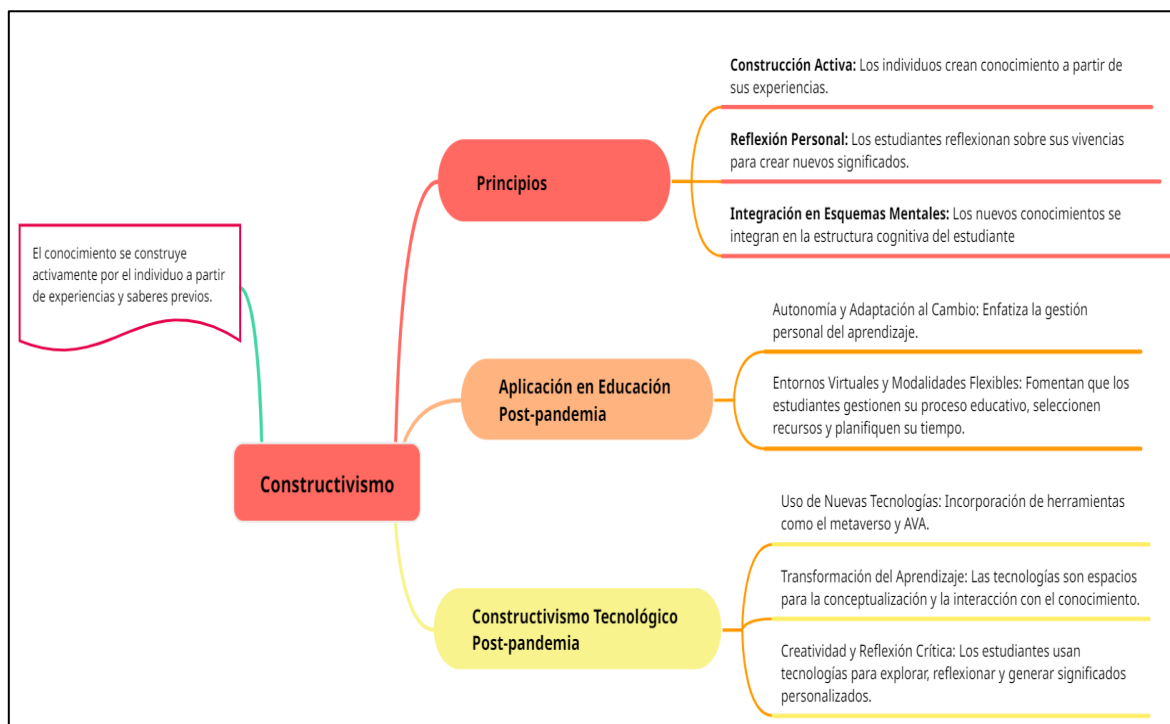 Construcción Activa: Los individuos crean conocimiento a partir de
sus experiencias.
Reflexión Personal: Los estudiantes reflexionan sobre sus vivencias
para crear nuevos significados.
Principios
Integración en Esquemas Mentales: Los nuevos conocimientos se
integran en la estructura cognitiva del estudiante
El conocimiento se construye
activamente por el individuo a partir
de experiencias y saberes previos.
Autonomía y Adaptación al Cambio: Enfatiza la gestión
personal del aprendizaje.
Aplicación en Educación
Post-pandemia
Entornos Virtuales y Modalidades Flexibles: Fomentan que los
estudiantes gestionen su proceso educativo, seleccionen
recursos y planifiquen su tiempo.
Constructivismo
Uso de Nuevas Tecnologías: Incorporación de herramientas
como el metaverso y AVA.
Transformación del Aprendizaje: Las tecnologías son espacios
para la conceptualización y la interacción con el conocimiento.
Constructivismo Tecnológico
Post-pandemia
Creatividad y Reflexión Crítica: Los estudiantes usan
tecnologías para explorar, reflexionar y generar significados
personalizados.